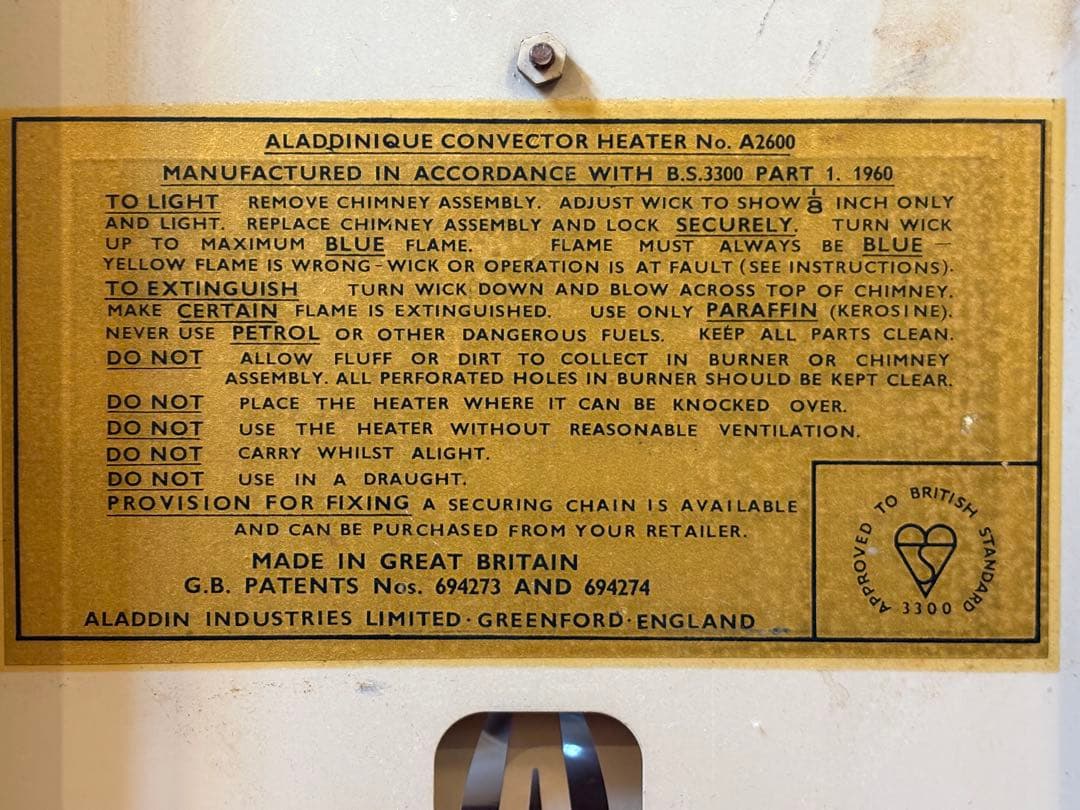 ALADDINIQUE CONVECTOR HEATER No. A2600
MANUFACTURED IN ACCORDANCE WITH B.S.3300 PART 1. 1960
TO LIGHT REMOVE CHIMNEY ASSEMBLY. ADJUST WICK TO SHOW 1/8 INCH ONLY
AND LIGHT. REPLACE CHIMNEY ASSEMBLY AND LOCK SECURELY. TURN WICK
UP TO MAXIMUM BLUE FLAME. FLAME MUST ALWAYS BE BLUE —
YELLOW FLAME IS WRONG-WICK OR OPERATION IS AT FAULT (SEE INSTRUCTIONS).
TO EXTINGUISH TURN WICK DOWN AND BLOW ACROSS TOP OF CHIMNEY.
MAKE CERTAIN FLAME IS EXTINGUISHED. USE ONLY PARAFFIN (KEROSINE).
NEVER USE PETROL OR OTHER DANGEROUS FUELS. KEEP ALL PARTS CLEAN.
DO NOT ALLOW FLUFF OR DIRT TO COLLECT IN BURNER OR CHIMNEY
ASSEMBLY. ALL PERFORATED HOLES IN BURNER SHOULD BE KEPT CLEAR.
DO NOT PLACE THE HEATER WHERE IT CAN BE KNOCKED OVER.
DO NOT USE THE HEATER WITHOUT REASONABLE VENTILATION.
DO NOT CARRY WHILST ALIGHT.
DO NOT USE IN A DRAUGHT.
PROVISION FOR FIXING A SECURING CHAIN IS AVAILABLE
AND CAN BE PURCHASED FROM YOUR RETAILER.
MADE IN GREAT BRITAIN
G.B. PATENTS Nos. 694273 AND 694274
ALADDIN INDUSTRIES LIMITED · GREENFORD · ENGLAND
APPROVED TO BRITISH STANDARD
3300